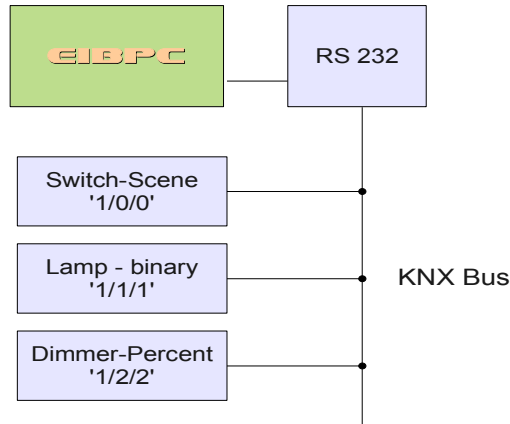 EIBPC
RS 232
Switch-Scene
'1/0/0'
Lamp - binary
'1/1/1'
KNX Bus
Dimmer-Percent
'1/2/2'